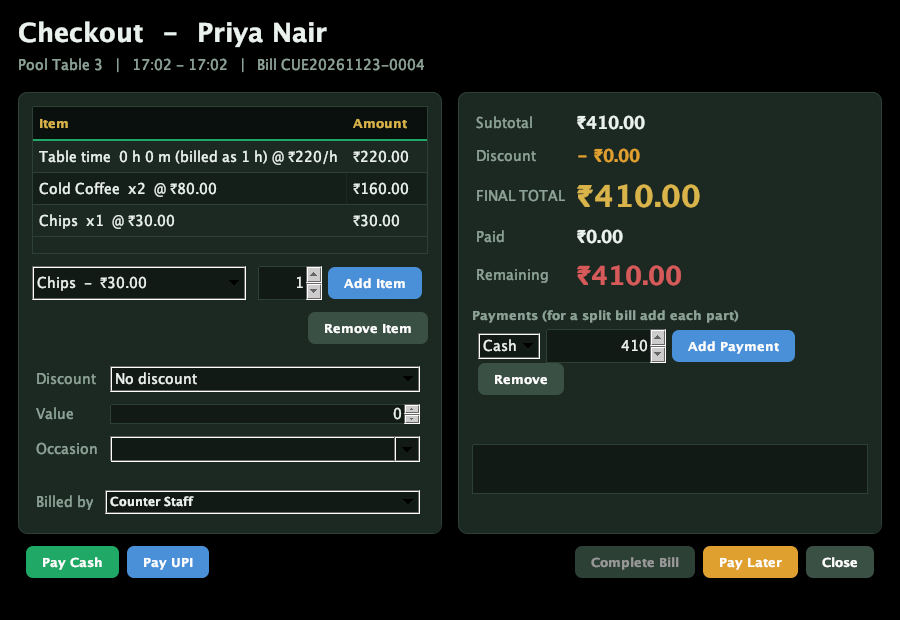 Checkout – Priya Nair
Pool Table 3 | 17:02 – 17:02 | Bill CUE20261123-0004
Item Amount
Table time 0 h 0 m (billed as 1 h) @ ₹220/h ₹220.00
Cold Coffee x2 @ ₹80.00 ₹160.00
Chips x1 @ ₹30.00 ₹30.00
Chips – ₹30.00 1 Add Item
Remove Item
Discount No discount
Value 0
Occasion
Billed by Counter Staff
Subtotal ₹410.00
Discount – ₹0.00
FINAL TOTAL ₹410.00
Paid ₹0.00
Remaining ₹410.00
Payments (for a split bill add each part)
Cash 410 Add Payment
Remove
Pay Cash Pay UPI Complete Bill Pay Later Close